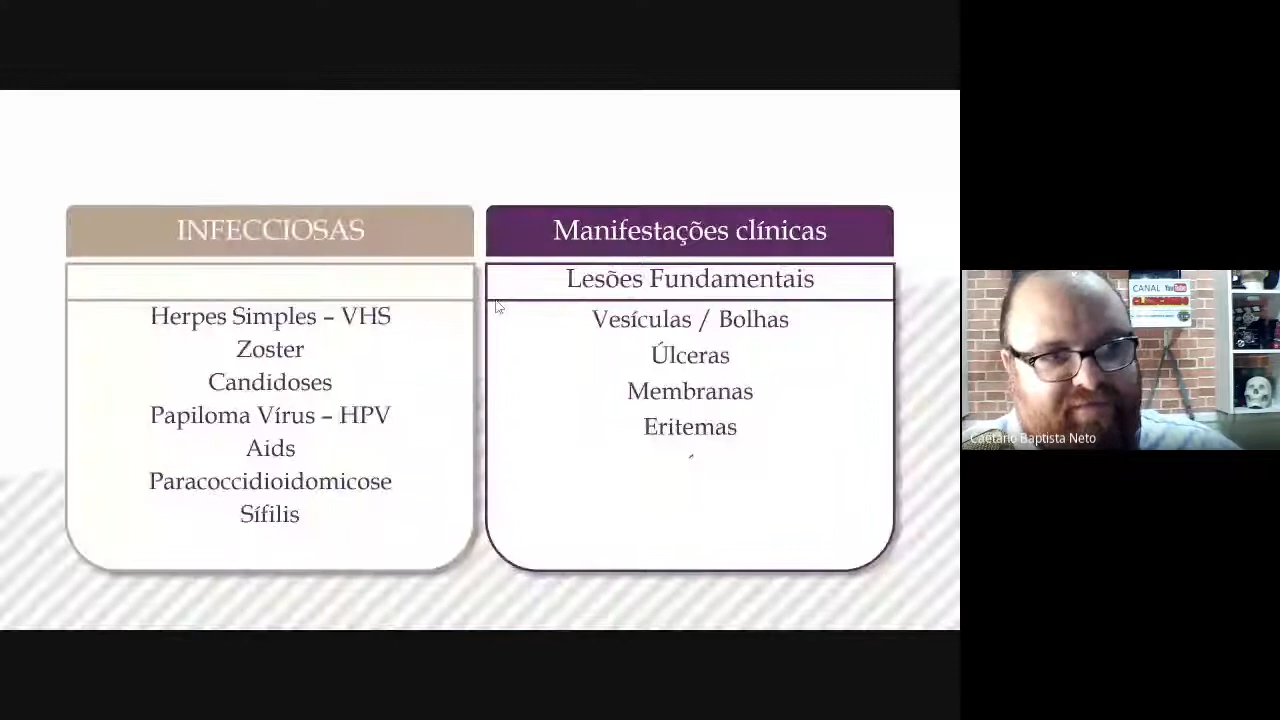 INFECCIOSAS
Herpes Simples – VHS
Zoster
Candidoses
Papiloma Vírus – HPV
Aids
Paracoccidioidomicose
Sífilis
Manifestações clínicas
Lesões Fundamentais
Vesículas / Bolhas
Úlceras
Membranas
Eritemas
CANAL YouTube
Caetano Baptista Neto